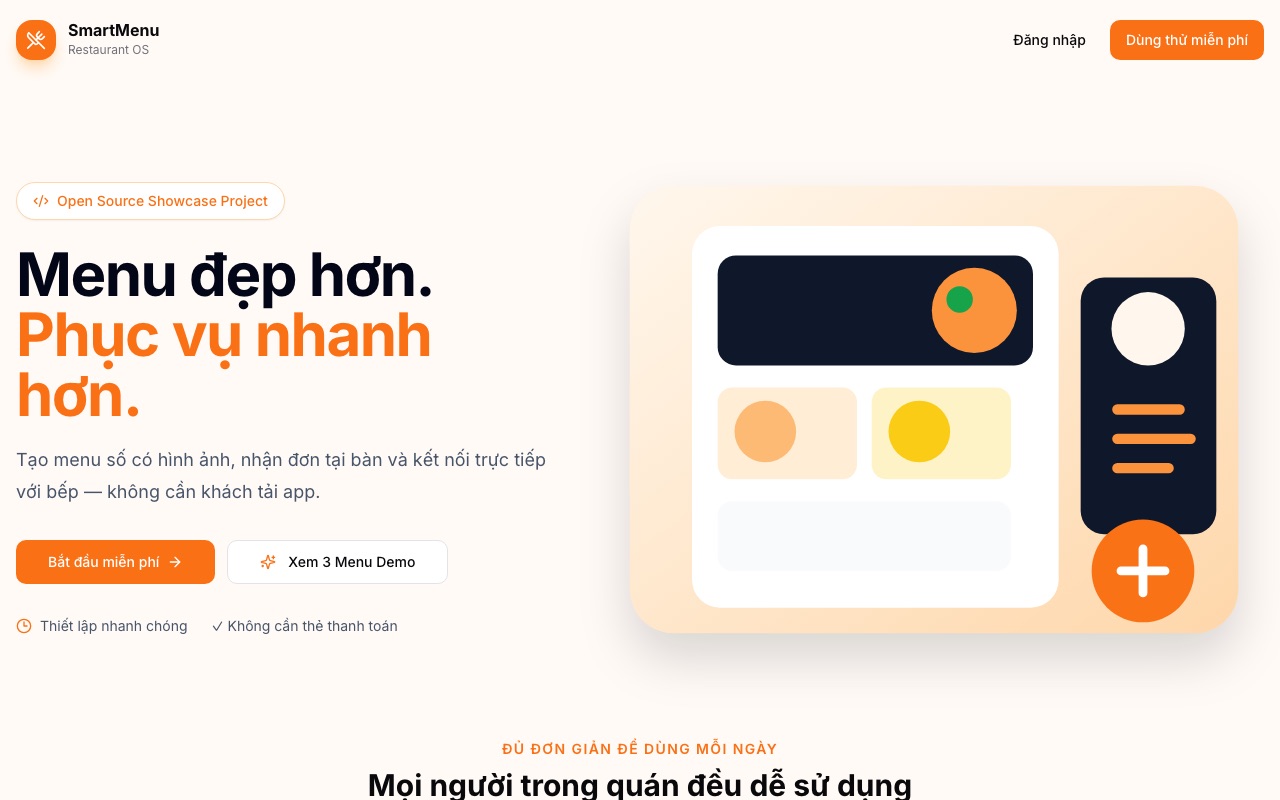 SmartMenu
Restaurant OS
Đăng nhập
Dùng thử miễn phí
Open Source Showcase Project
Menu đẹp hơn.
Phục vụ nhanh
hơn.
Tạo menu số có hình ảnh, nhận đơn tại bàn và kết nối trực tiếp
với bếp — không cần khách tải app.
Bắt đầu miễn phí →
Xem 3 Menu Demo
Thiết lập nhanh chóng
✓ Không cần thẻ thanh toán
ĐỦ ĐƠN GIẢN ĐỂ DÙNG MỖI NGÀY
Mọi người trong quán đều dễ sử dụng